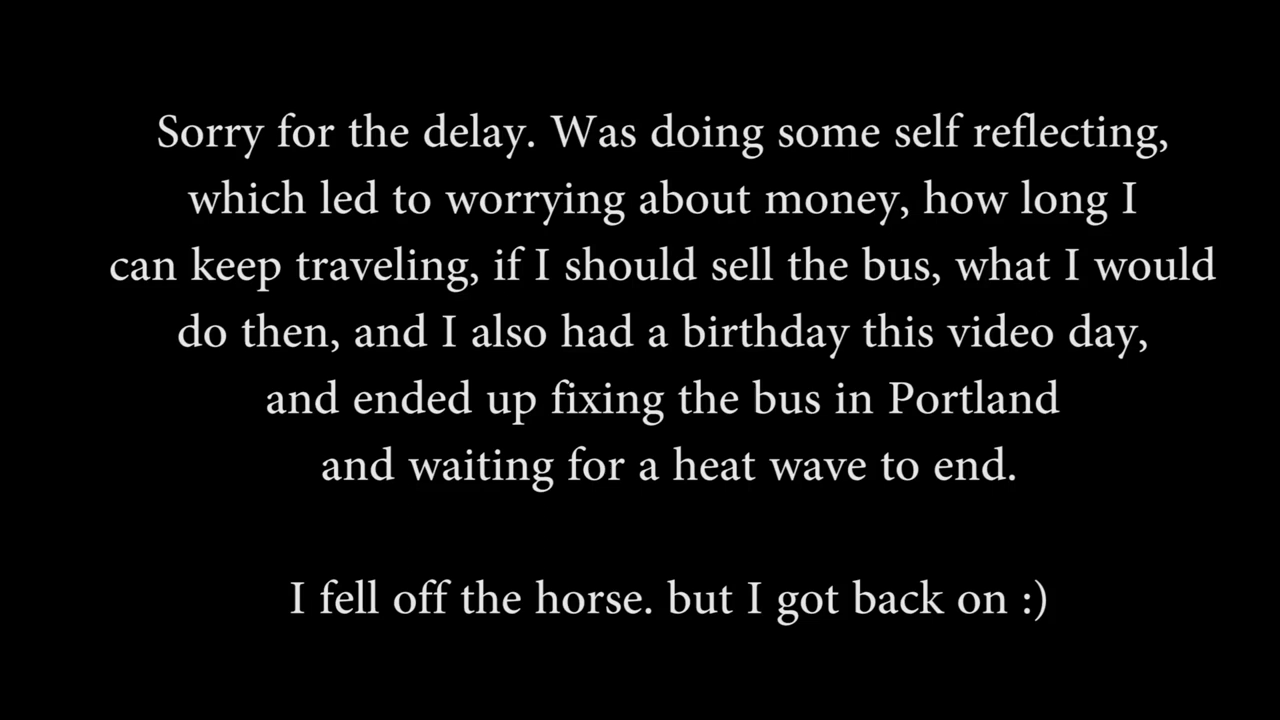 Sorry for the delay. Was doing some self reflecting,
which led to worrying about money, how long I
can keep traveling, if I should sell the bus, what I would
do then, and I also had a birthday this video day,
and ended up fixing the bus in Portland
and waiting for a heat wave to end.
I fell off the horse. but I got back on :)